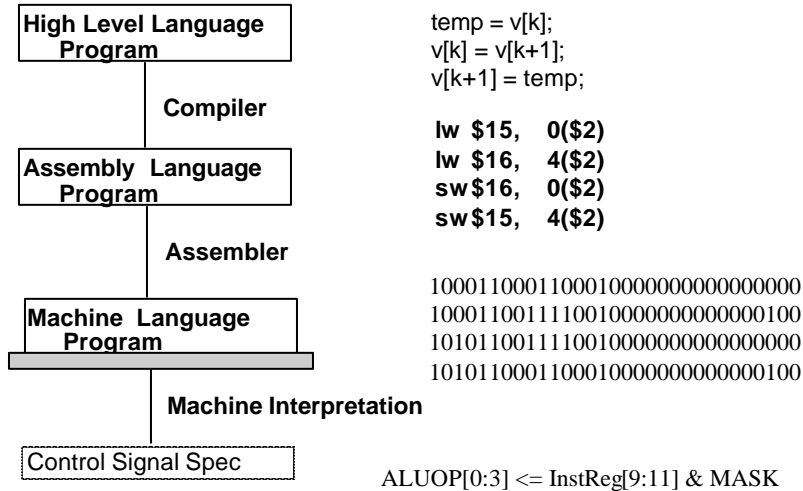 High Level Language
Program
Compiler
Assembly Language
Program
Assembler
Machine Language
Program
Machine Interpretation
Control Signal Spec
temp = v[k];
v[k] = v[k+1];
v[k+1] = temp;
lw $15, 0($2)
lw $16, 4($2)
sw $16, 0($2)
sw $15, 4($2)
10001100011000100000000000000000
10001100111100100000000000000100
10101100111100100000000000000000
10101100011000100000000000000100
ALUOP[0:3] <= InstReg[9:11] & MASK